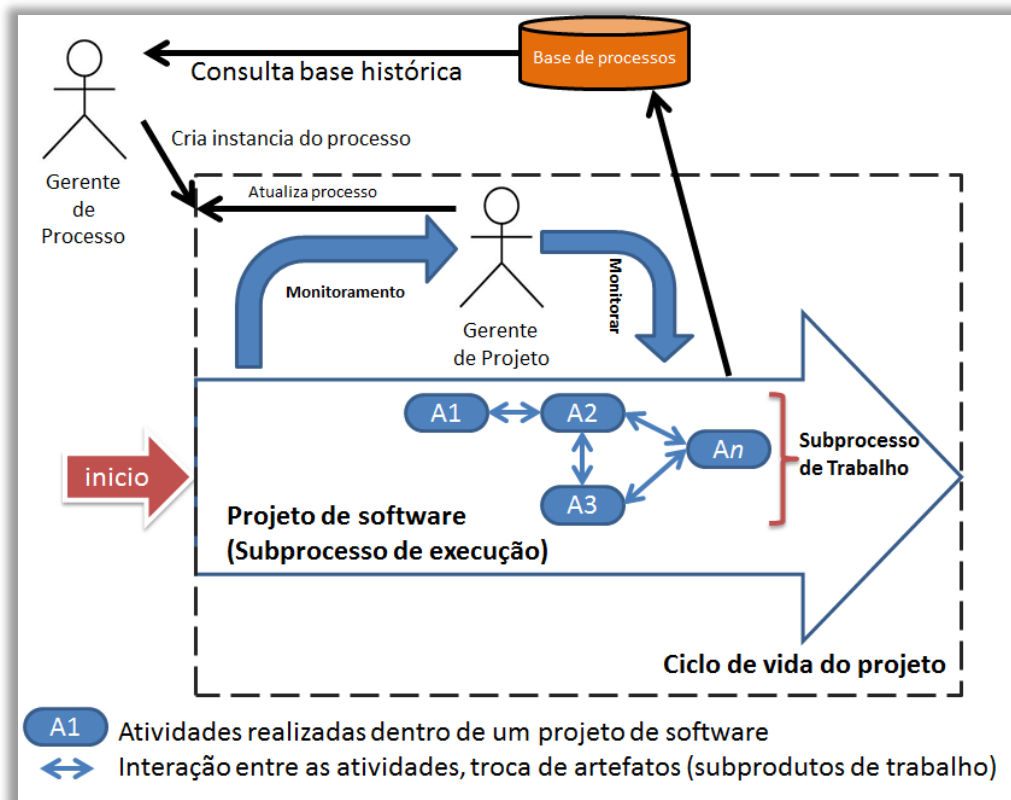 Base de processos
Consulta base histórica
Cria instancia do processo
Gerente
de
Processo
Atualiza processo
Monitoramento
Monitorar
Gerente
de Projeto
A1
A2
An
A3
Subprocesso
de Trabalho
inicio
Projeto de software
(Subprocesso de execução)
Ciclo de vida do projeto
A1 Atividades realizadas dentro de um projeto de software
Interação entre as atividades, troca de artefatos (subprodutos de trabalho)